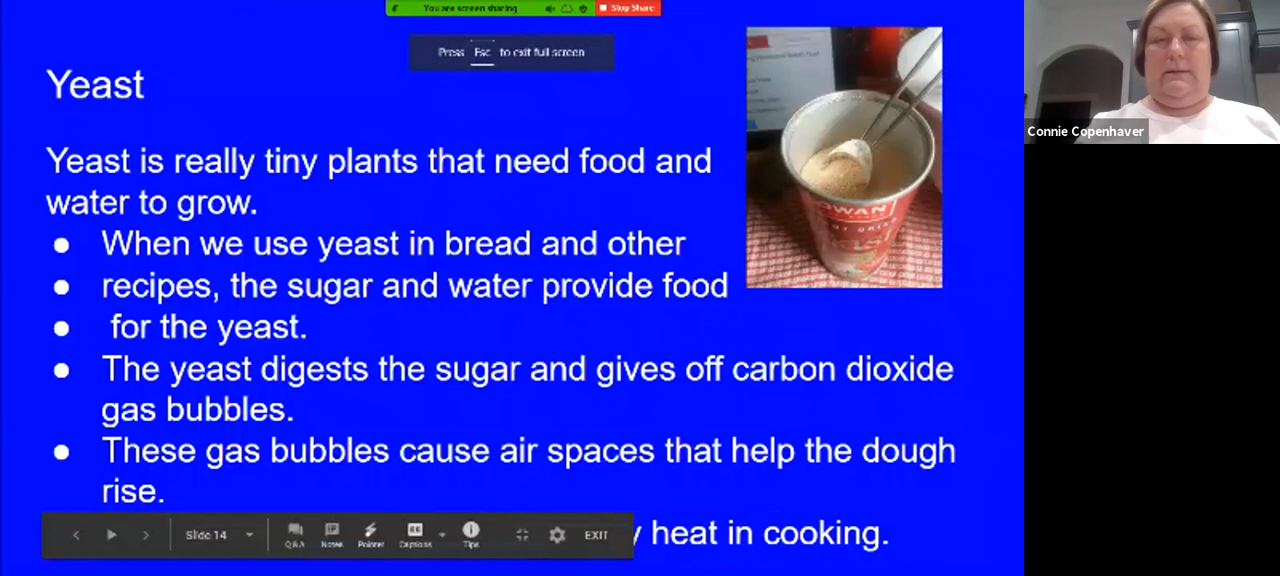 You are screen sharing
Stop Share
Press Esc to exit full screen
Yeast
Yeast is really tiny plants that need food and
water to grow.
● When we use yeast in bread and other
● recipes, the sugar and water provide food
● for the yeast.
● The yeast digests the sugar and gives off carbon dioxide
gas bubbles.
● These gas bubbles cause air spaces that help the dough
rise.
heat in cooking.
Slide 14
Q&A
Notes
Pointer
Captions
Tips
EXIT
OWAN
Connie Copenhaver